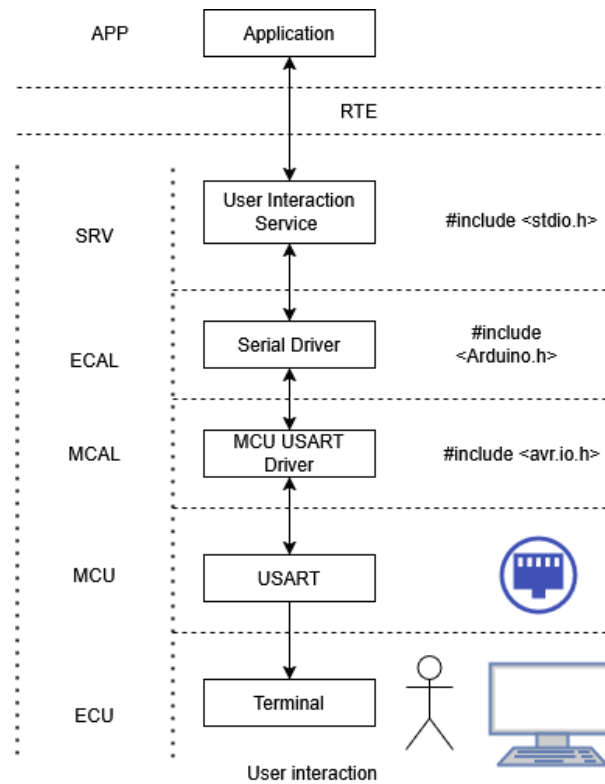 APP
Application
RTE
SRV
User Interaction
Service
#include <stdio.h>
ECAL
Serial Driver
#include
<Arduino.h>
MCAL
MCU USART
Driver
#include <avr.io.h>
MCU
USART
ECU
Terminal
User interaction